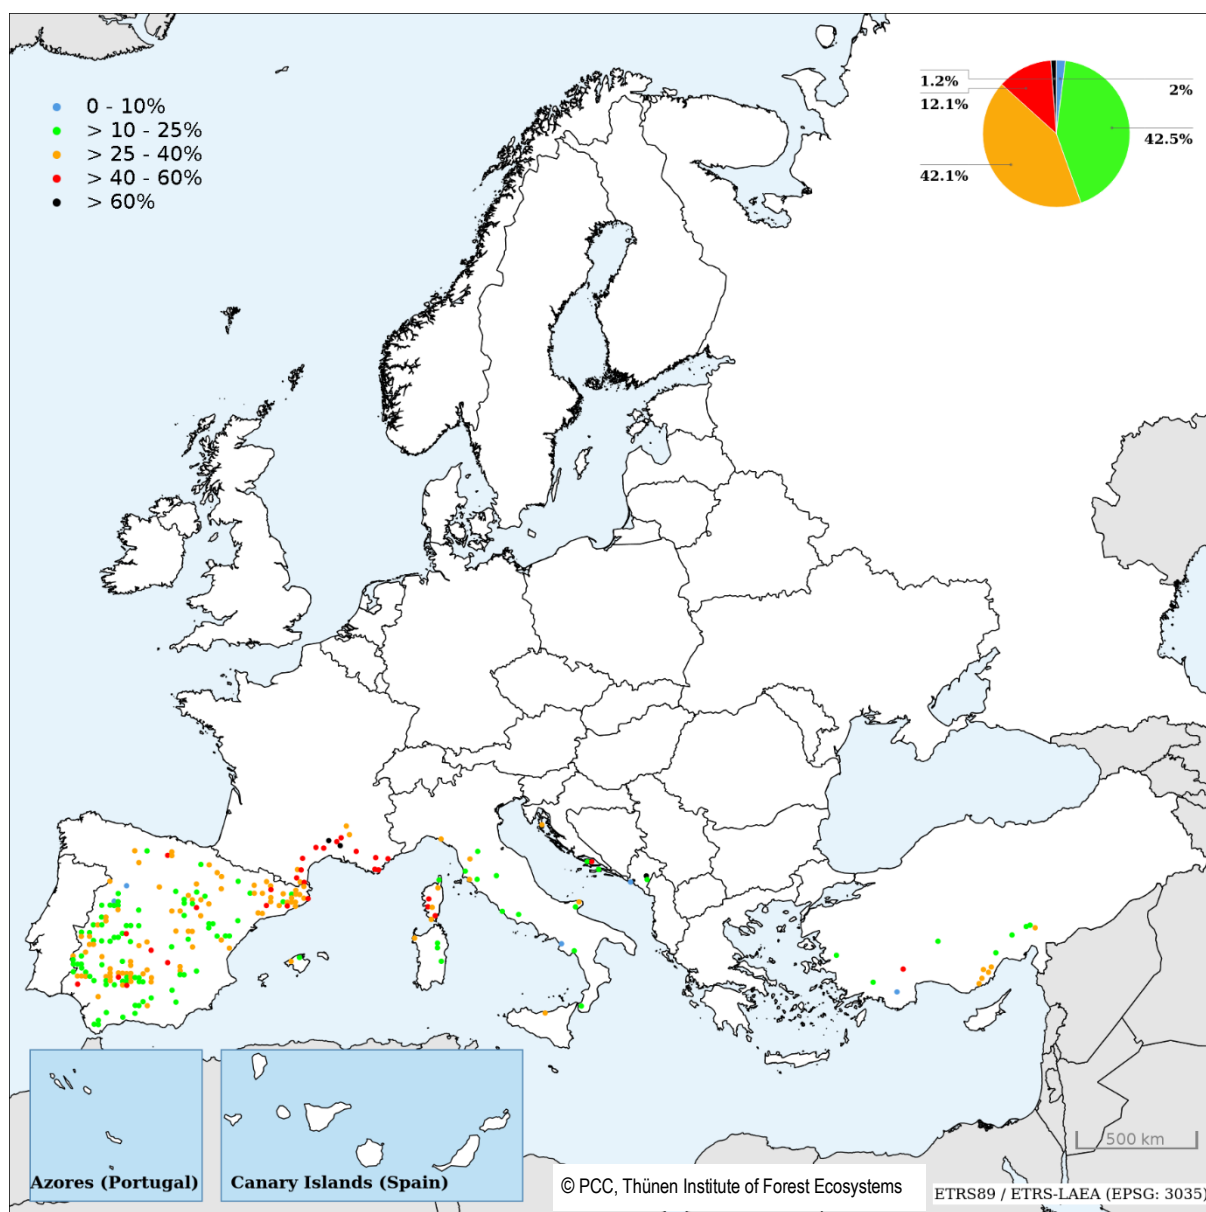 0 - 10%
> 10 - 25%
> 25 - 40%
> 40 - 60%
> 60%
1.2%
12.1%
2%
42.5%
42.1%
500 km
Azores (Portugal)
Canary Islands (Spain)
© PCC, Thünen Institute of Forest Ecosystems
ETRS89 / ETRS-LAEA (EPSG: 3035)